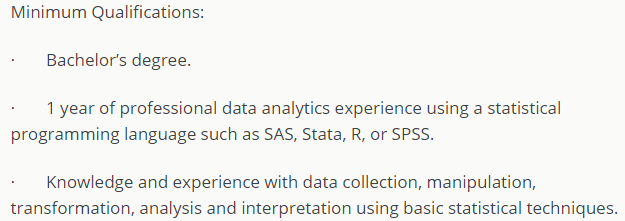 Minimum Qualifications:
· Bachelor’s degree.
· 1 year of professional data analytics experience using a statistical
programming language such as SAS, Stata, R, or SPSS.
· Knowledge and experience with data collection, manipulation,
transformation, analysis and interpretation using basic statistical techniques.